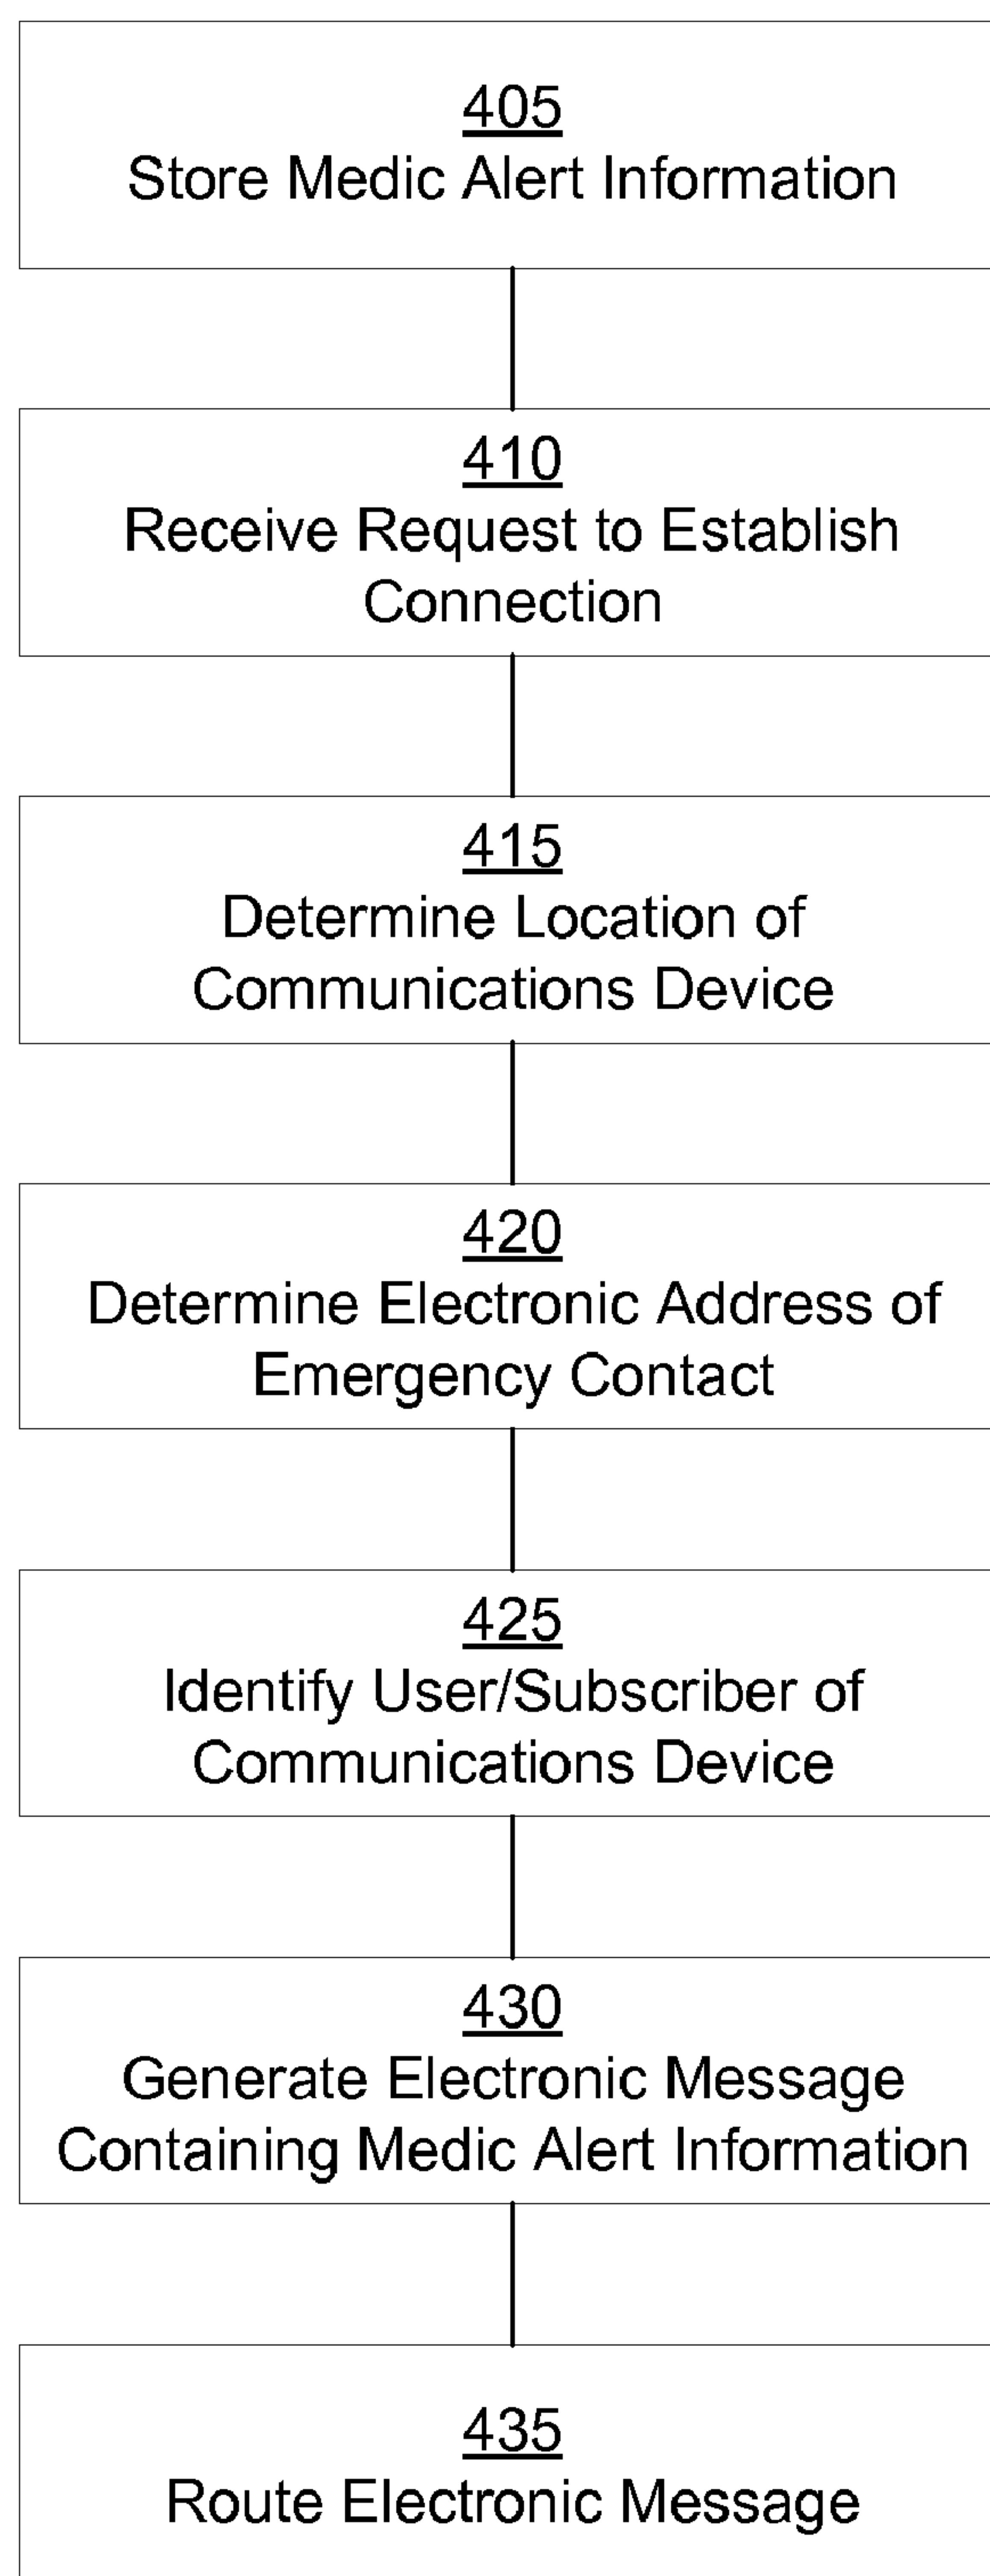 405
Store Medic Alert Information
410
Receive Request to Establish
Connection
415
Determine Location of
Communications Device
420
Determine Electronic Address of
Emergency Contact
425
Identify User/Subscriber of
Communications Device
430
Generate Electronic Message
Containing Medic Alert Information
435
Route Electronic Message